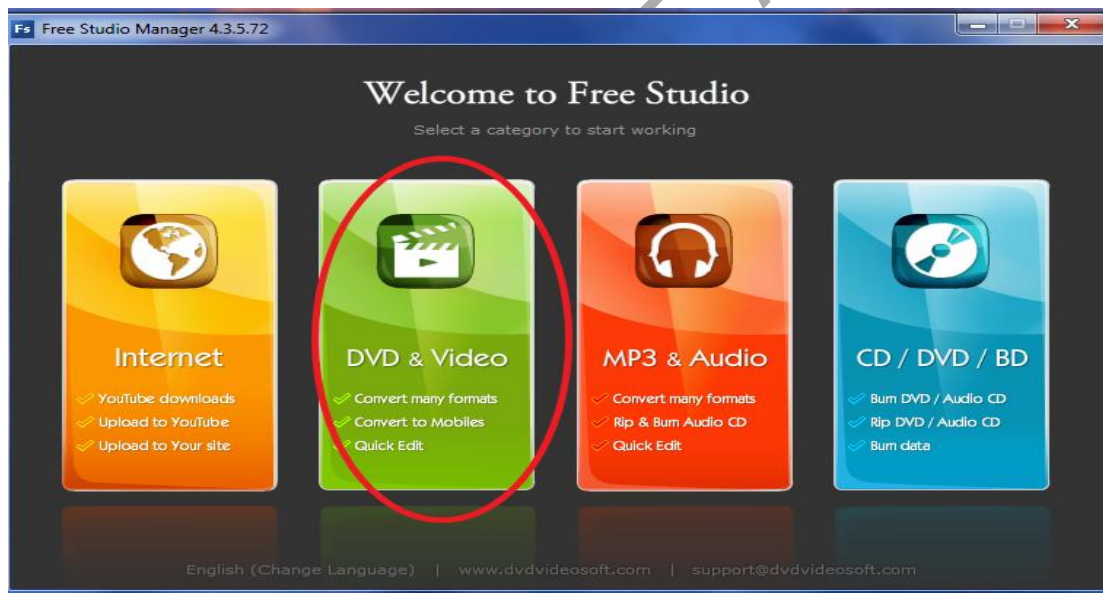 Fs Free Studio Manager 4.3.5.72
Welcome to Free Studio
Select a category to start working
Internet
YouTube downloads
Upload to YouTube
Upload to Your site
DVD & Video
Convert many formats
Convert to Mobiles
Quick Edit
MP3 & Audio
Convert many formats
Rip & Burn Audio CD
Quick Edit
CD / DVD / BD
Burn DVD / Audio CD
Rip DVD / Audio CD
Burn data
English (Change Language) | www.dvdvideosoft.com | support@dvdvideosoft.com